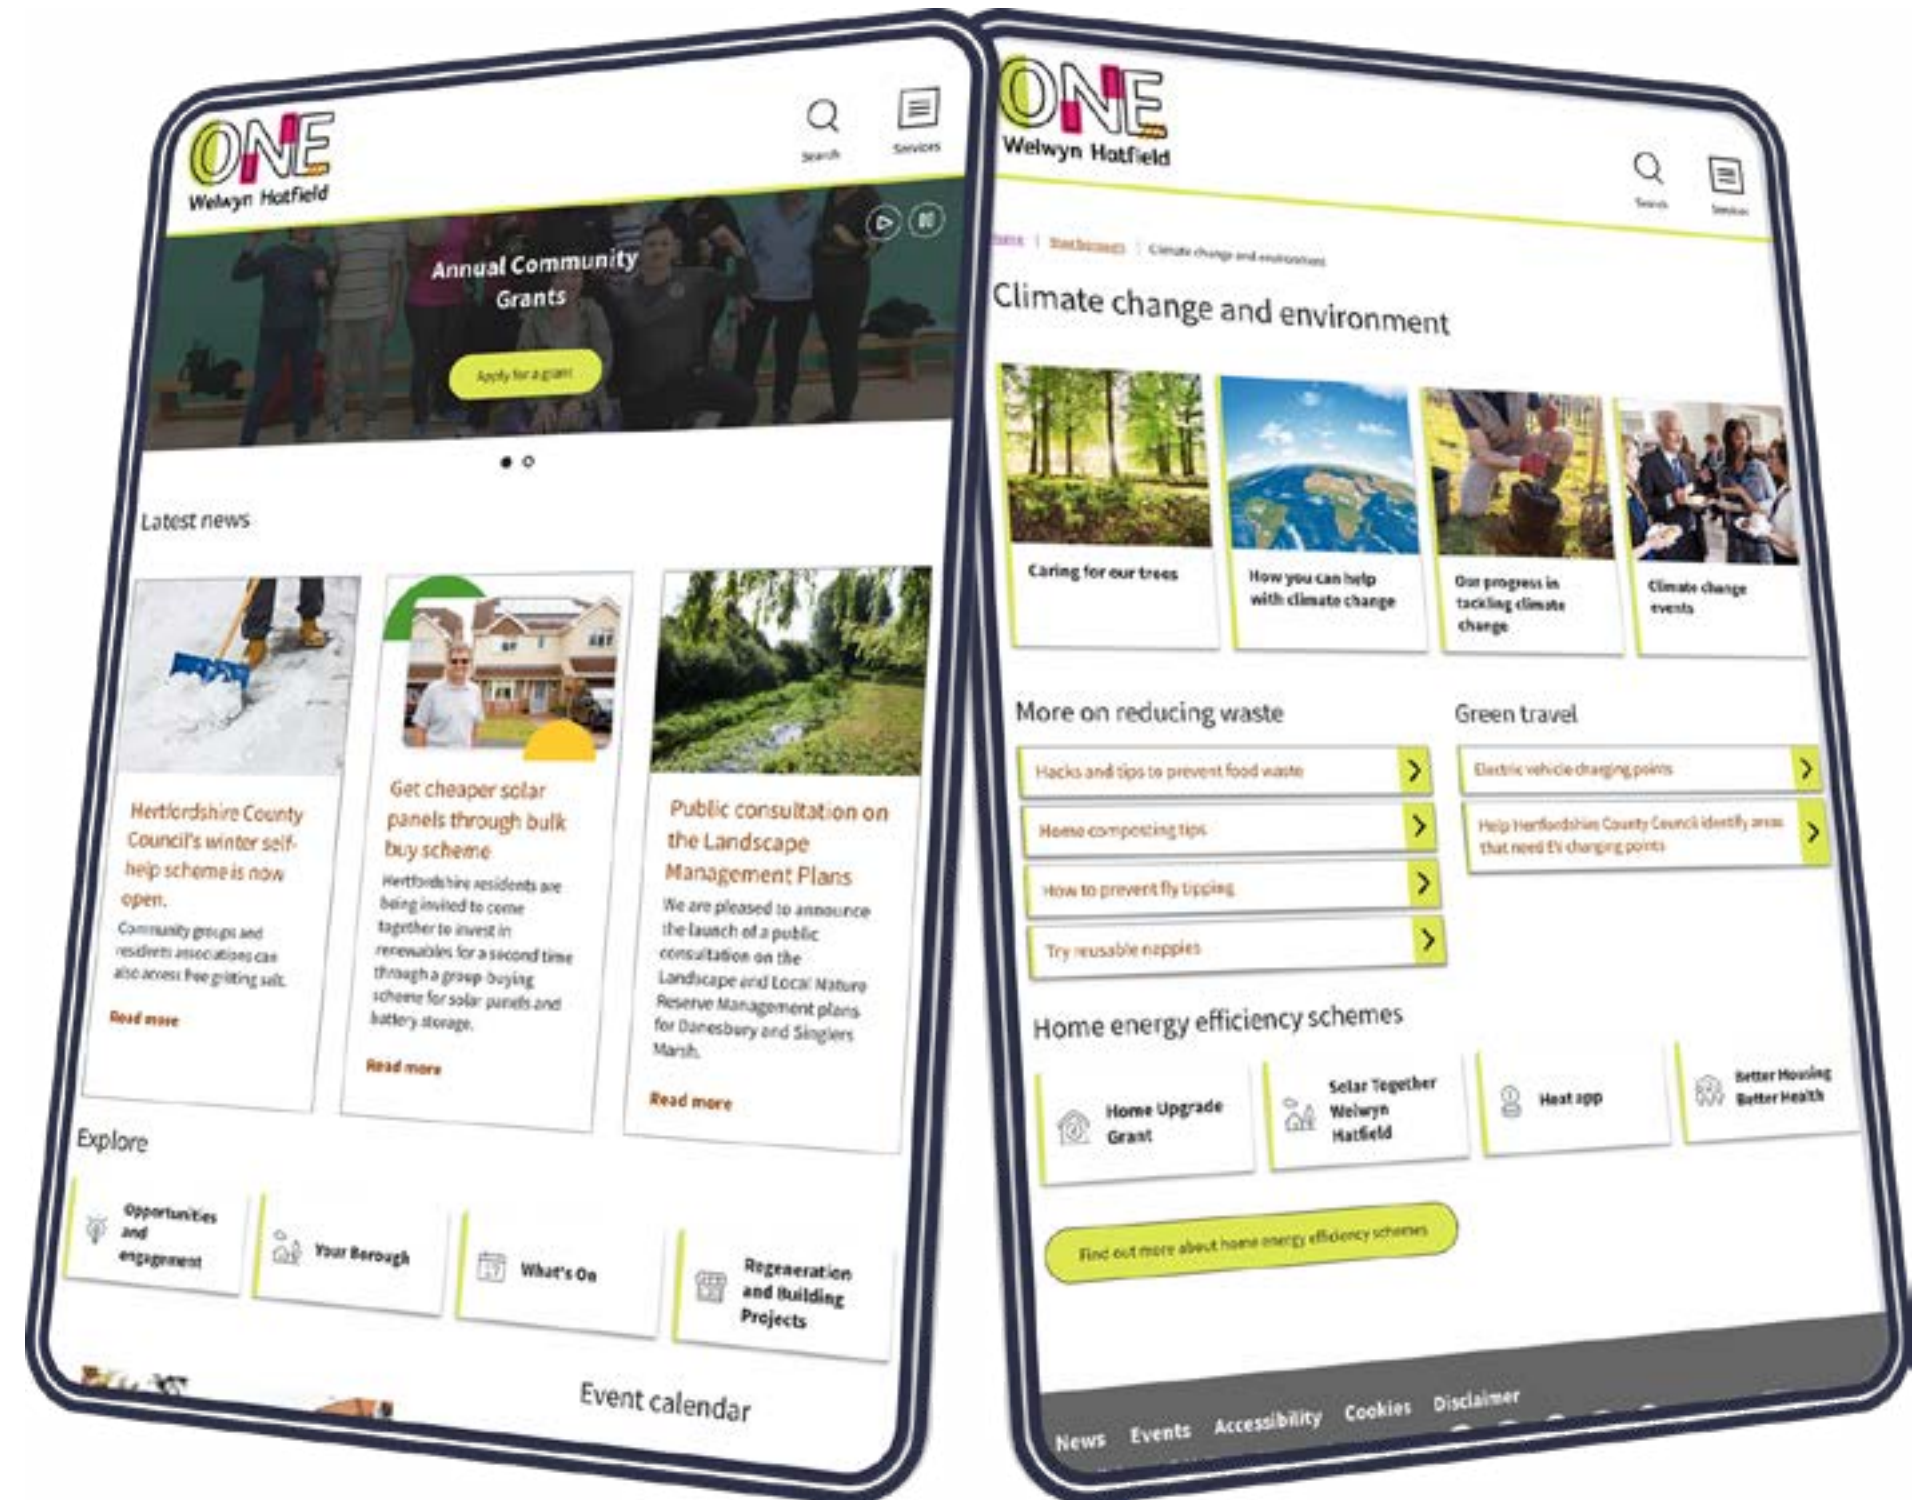 ONE
Welwyn Hatfield
Search
Services
Annual Community
Grants
Apply for a grant
Latest news
Hertfordshire County
Council's winter self-
help scheme is now
open.
Community groups and
residents associations can
also access free gritting salt.
Read more
Get cheaper solar
panels through bulk
buy scheme
Hertfordshire residents are
being invited to come
together to invest in
renewables for a second time
through a group-buying
scheme for solar panels and
battery storage.
Read more
Public consultation on
the Landscape
Management Plans
We are pleased to announce
the launch of a public
consultation on the
Landscape and Local Nature
Reserve Management plans
for Danesbury and Singlers
Marsh.
Read more
Explore
Opportunities
and
engagement
Your Borough
What's On
Regeneration
and Building
Projects
Event calendar
ONE
Welwyn Hatfield
Search
Services
Home | | Climate change and environment
Climate change and environment
Caring for our trees
How you can help
with climate change
Our progress in
tackling climate
change
Climate change
events
More on reducing waste
Hacks and tips to prevent food waste
Home composting tips
How to prevent fly tipping
Try reusable nappies
Green travel
Electric vehicle charging points
Help Hertfordshire County Council identify areas
that need EV charging points
Home energy efficiency schemes
Home Upgrade
Grant
Solar Together
Welwyn
Hatfield
Heat app
Better Housing
Better Health
Find out more about home energy efficiency schemes
News Events Accessibility Cookies Disclaimer